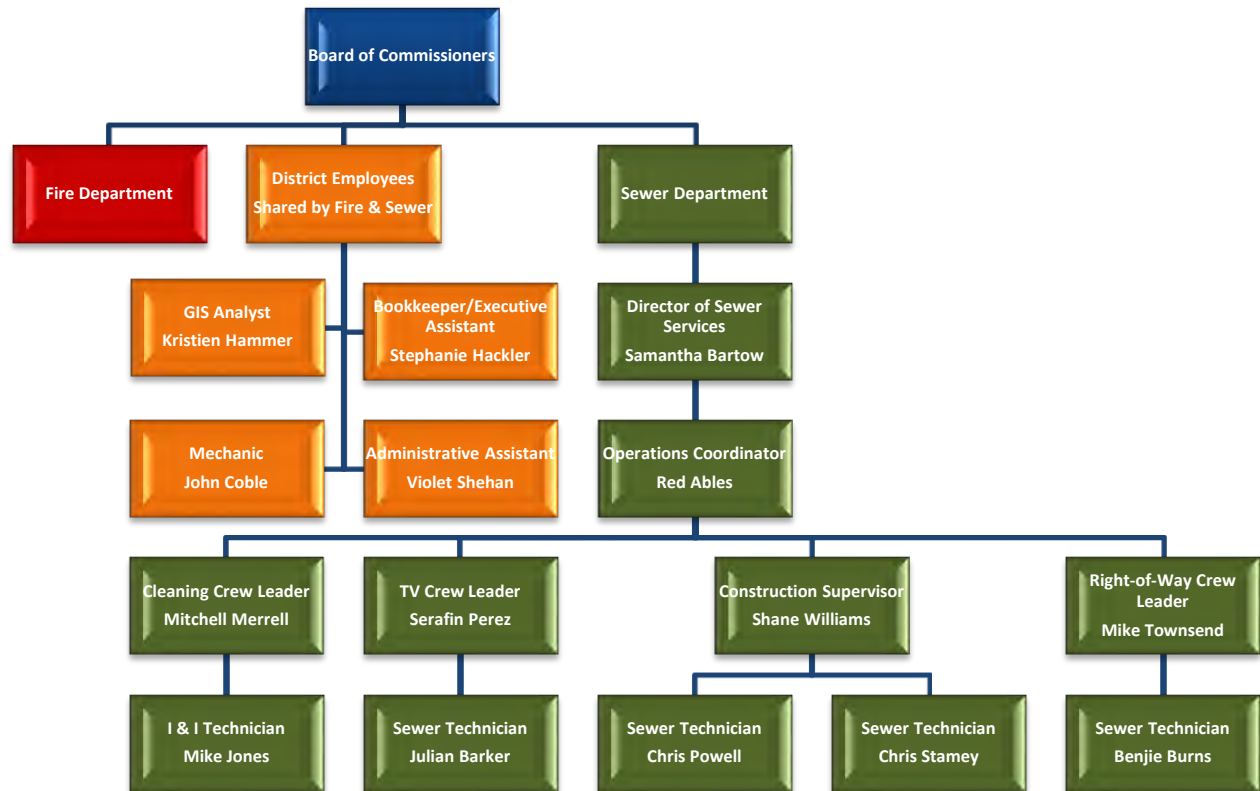 Board of Commissioners
Fire Department
District Employees
Shared by Fire & Sewer
Sewer Department
GIS Analyst
Kristien Hammer
Bookkeeper/Executive
Assistant
Stephanie Hackler
Director of Sewer
Services
Samantha Bartow
Mechanic
John Coble
Administrative Assistant
Violet Shehan
Operations Coordinator
Red Ables
Cleaning Crew Leader
Mitchell Merrell
TV Crew Leader
Serafin Perez
Construction Supervisor
Shane Williams
Right-of-Way Crew
Leader
Mike Townsend
I & I Technician
Mike Jones
Sewer Technician
Julian Barker
Sewer Technician
Chris Powell
Sewer Technician
Chris Stamey
Sewer Technician
Benjie Burns